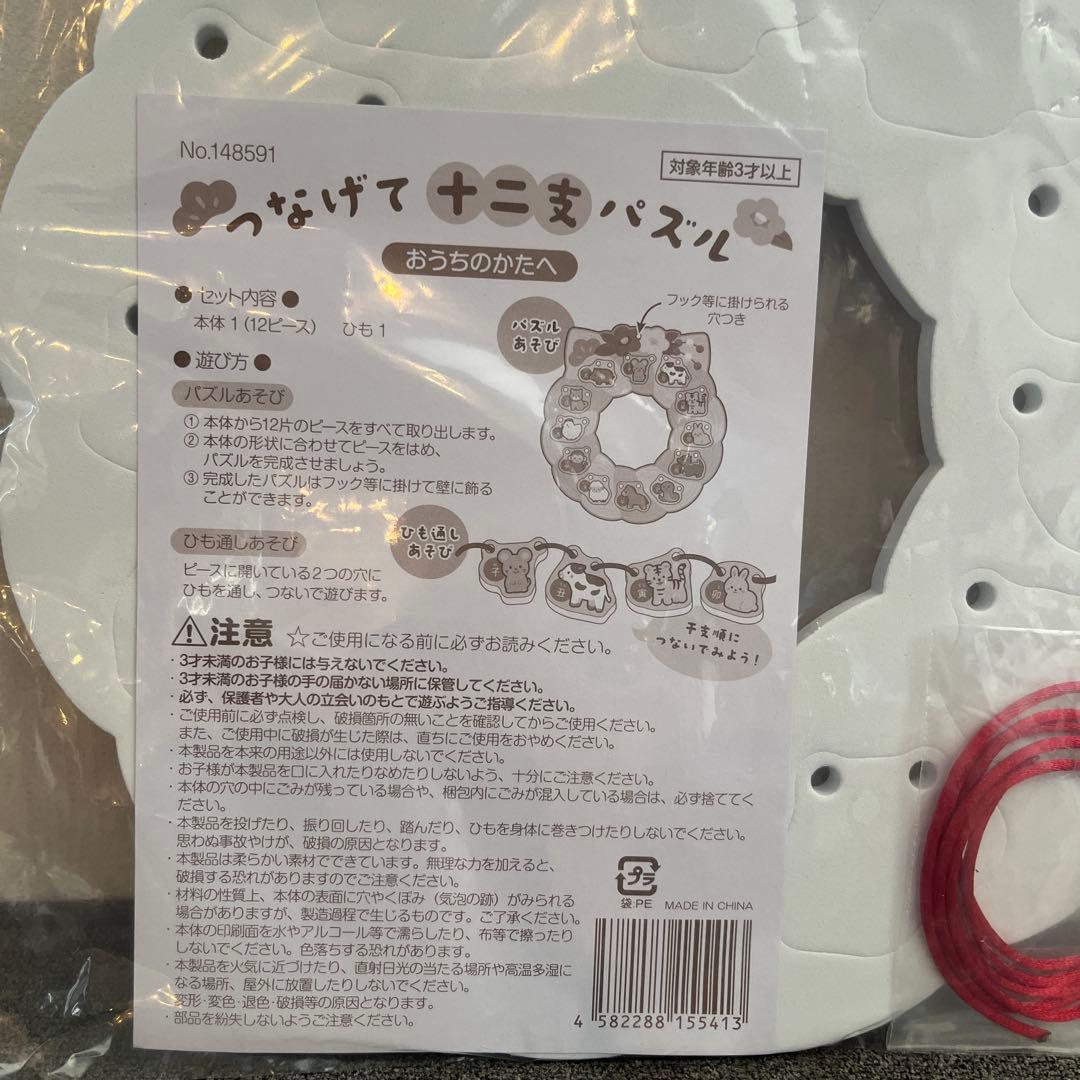 No.148591
対象年齢3才以上
つなげて十二支パズル
おうちのかたへ
● セット内容 ●
本体1(12ピース) ひも1
フック等に掛けられる
穴つき
パズル
あそび
● 遊び方 ●
パズルあそび
① 本体から12片のピースをすべて取り出します。
② 本体の形状に合わせてピースをはめ、
パズルを完成させましょう。
③ 完成したパズルはフック等に掛けて壁に飾る
ことができます。
ひも通し
あそび
ひも通しあそび
ピースに開いている2つの穴に
ひもを通し、つないで遊びます。
子
丑
寅
卯
干支順に
つないでみよう!
注意 ☆ご使用になる前に必ずお読みください。
・3才未満のお子様には与えないでください。
・3才未満のお子様の手の届かない場所に保管してください。
・必ず、保護者や大人の立会いのもとで遊ぶようご指導ください。
・ご使用前に必ず点検し、破損箇所の無いことを確認してからご使用ください。
また、ご使用中に破損が生じた際は、直ちにご使用をおやめください。
・本製品を本来の用途以外には使用しないでください。
・お子様が本製品を口に入れたりなめたりしないよう、十分にご注意ください。
・本体の穴の中にごみが残っている場合や、梱包内にごみが混入している場合は、必ず捨ててく
ださい。
・本製品を投げたり、振り回したり、踏んだり、ひもを身体に巻きつけたりしないでください。
思わぬ事故やけが、破損の原因となります。
・本製品は柔らかい素材でできています。無理な力を加えると、
破損する恐れがありますのでご注意ください。
・材料の性質上、本体の表面に穴やくぼみ(気泡の跡)がみられる
場合がありますが、製造過程で生じるものです。ご了承ください。
・本体の印刷面を水やアルコール等で濡らしたり、布等で擦ったり
しないでください。色落ちする恐れがあります。
・本製品を火気に近づけたり、直射日光の当たる場所や高温多湿に
なる場所、屋外に放置したりしないでください。
変形・変色・退色・破損等の原因となります。
・部品を紛失しないようご注意ください。
プラ
袋:PE MADE IN CHINA
4 582288 155413